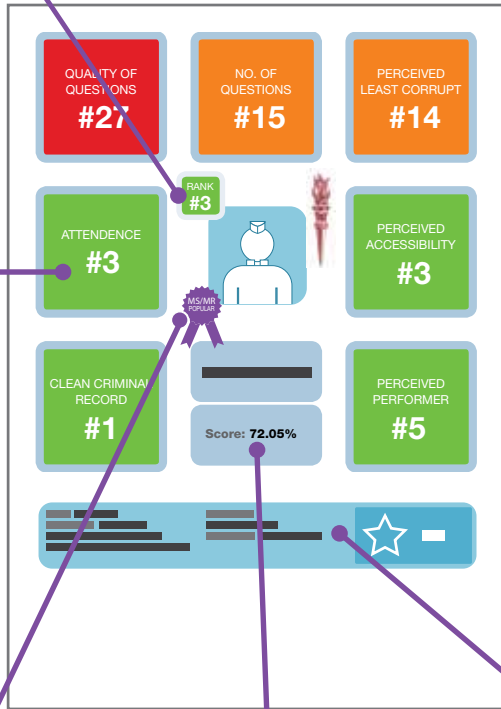 QUALITY OF
QUESTIONS
#27
NO. OF
QUESTIONS
#15
PERCEIVED
LEAST CORRUPT
#14
RANK
#3
ATTENDENCE
#3
PERCEIVED
ACCESSIBILITY
#3
MS/MR
POPULAR
CLEAN CRIMINAL
RECORD
#1
Score: 72.05%
PERCEIVED
PERFORMER
#5